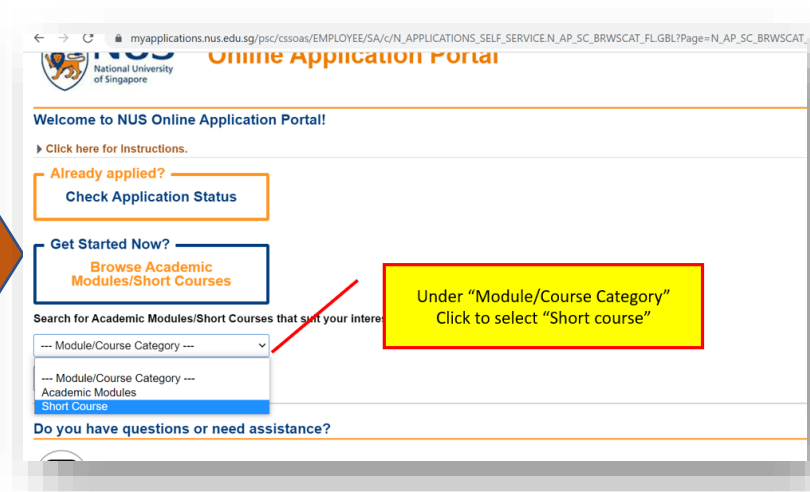 myapplications.nus.edu.sg/psc/cssoas/EMPLOYEE/SA/c/N_APPLICATIONS_SELF_SERVICE.N_AP_SC_BRWSCAT_FL.GBL?Page=N_AP_SC_BRWSCAT_
NUS Online Application Portal
National University
of Singapore
Welcome to NUS Online Application Portal!
Click here for Instructions.
Already applied?
Check Application Status
Get Started Now?
Browse Academic
Modules/Short Courses
Under “Module/Course Category”
Click to select “Short course”
Search for Academic Modules/Short Courses that suit your intere
--- Module/Course Category ---
--- Module/Course Category ---
Academic Modules
Short Course
Do you have questions or need assistance?